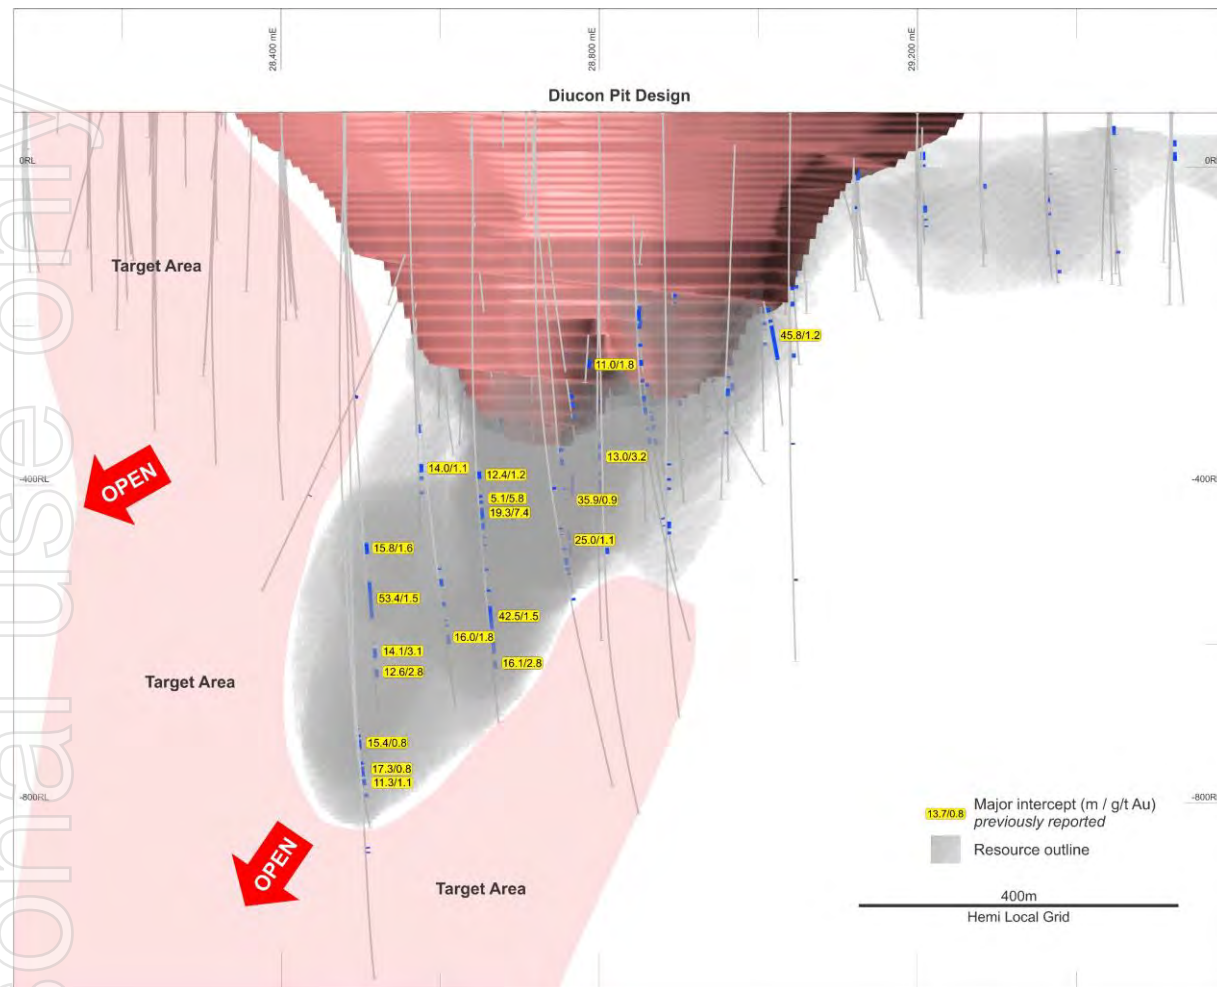 28,400 mE
28,800 mE
29,200 mE
Diucon Pit Design
0RL
Target Area
45.8/1.2
11.0/1.8
13.0/3.2
14.0/1.1
12.4/1.2
-400RL
-400RL
OPEN
5.1/5.8
35.9/0.9
19.3/7.4
25.0/1.1
15.8/1.6
53.4/1.5
42.5/1.5
16.0/1.8
14.1/3.1
16.1/2.8
12.6/2.8
Target Area
15.4/0.8
17.3/0.8
11.3/1.1
-800RL
13.7/0.8 Major intercept (m / g/t Au)
previously reported
Resource outline
OPEN
Target Area
400m
Hemi Local Grid
sonal use only